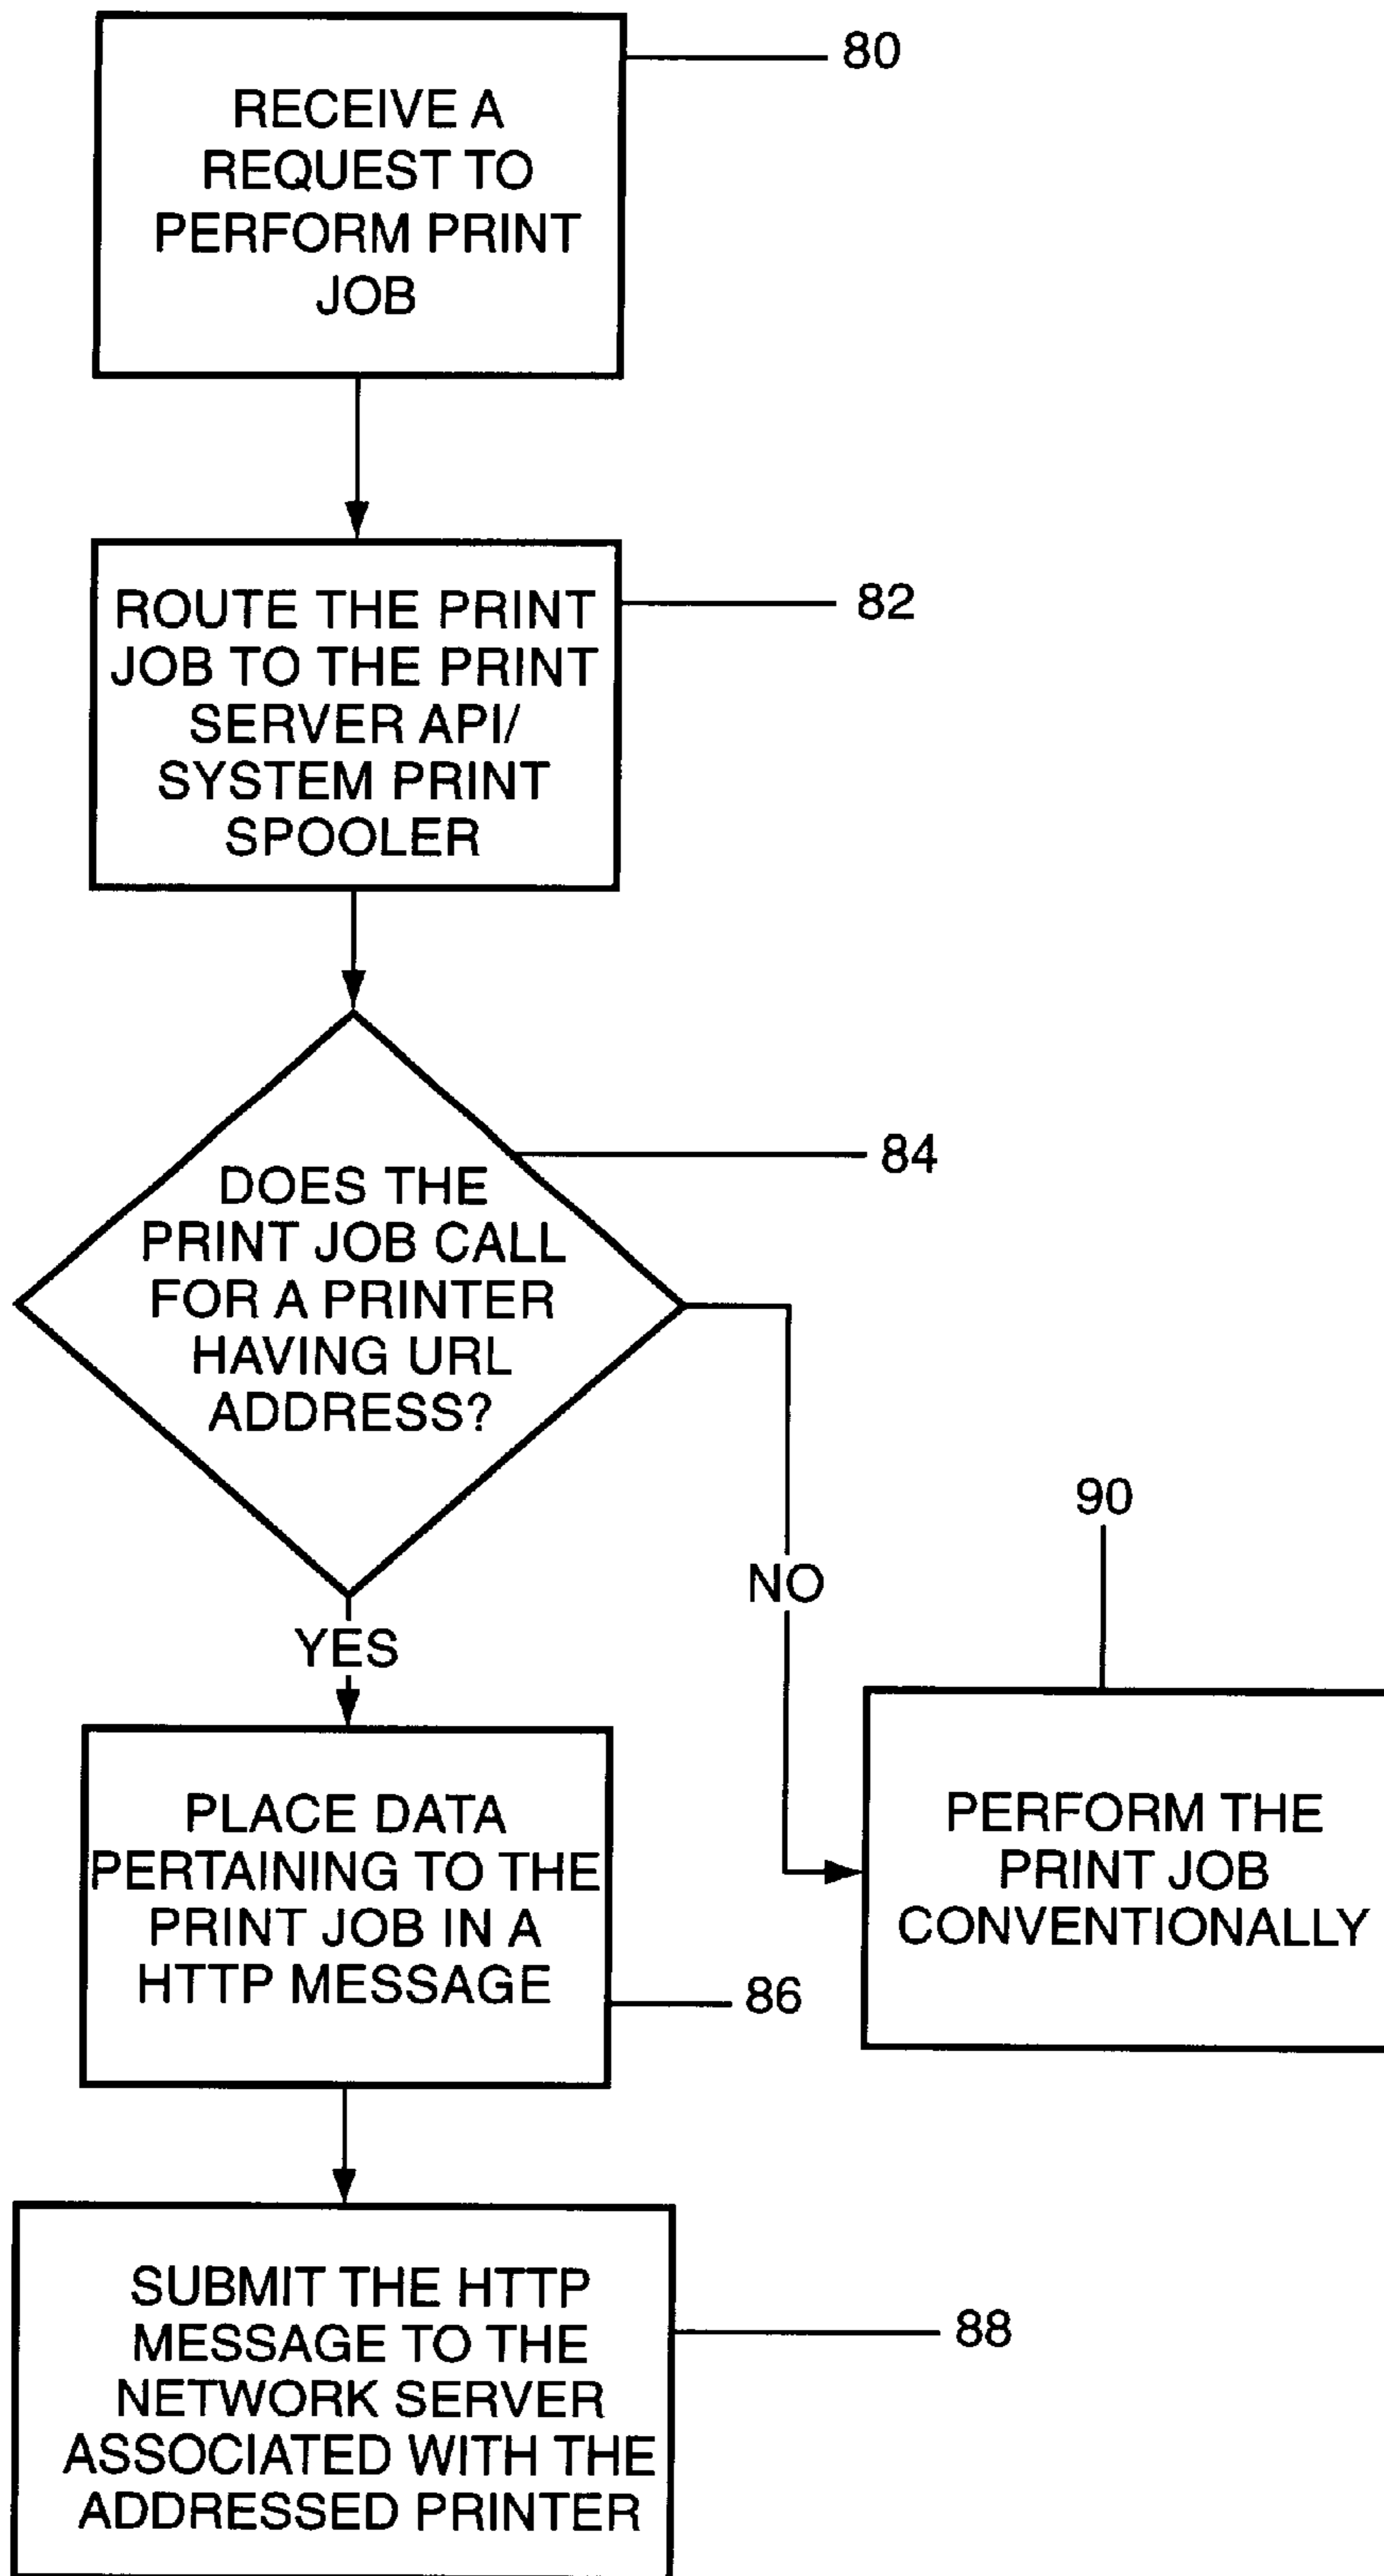 RECEIVE A
REQUEST TO
PERFORM PRINT
JOB
80
ROUTE THE PRINT
JOB TO THE PRINT
SERVER API/
SYSTEM PRINT
SPOOLER
82
DOES THE
PRINT JOB CALL
FOR A PRINTER
HAVING URL
ADDRESS?
84
YES
NO
PLACE DATA
PERTAINING TO THE
PRINT JOB IN A
HTTP MESSAGE
86
90
PERFORM THE
PRINT JOB
CONVENTIONALLY
SUBMIT THE HTTP
MESSAGE TO THE
NETWORK SERVER
ASSOCIATED WITH THE
ADDRESSED PRINTER
88